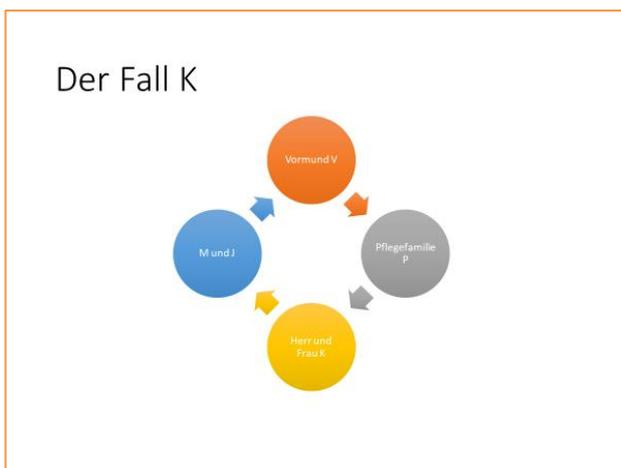 Der Fall K
Vormund V
Pflegefamilie
P
Herr und
Frau K
M und J